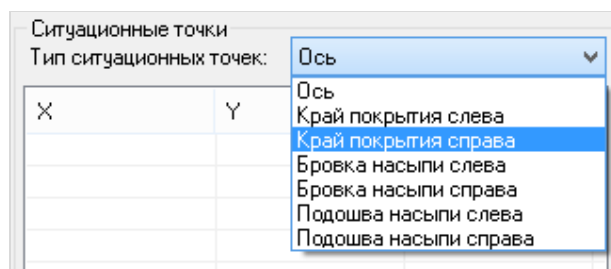 Ситуационные точки
Тип ситуационных точек: Ось
X Y
Ось
Край покрытия слева
Край покрытия справа
Бровка насыпи слева
Бровка насыпи справа
Подошва насыпи слева
Подошва насыпи справа